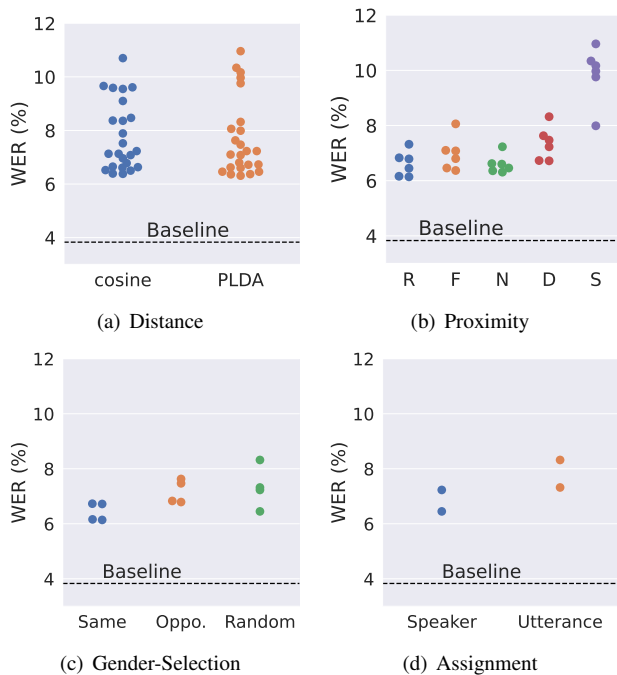 12
10
8
6
4
WER (%)
Baseline
cosine PLDA
(a) Distance
12
10
8
6
4
WER (%)
Baseline
R F N D S
(b) Proximity
12
10
8
6
4
WER (%)
Baseline
Same Oppo. Random
(c) Gender-Selection
12
10
8
6
4
WER (%)
Baseline
Speaker Utterance
(d) Assignment